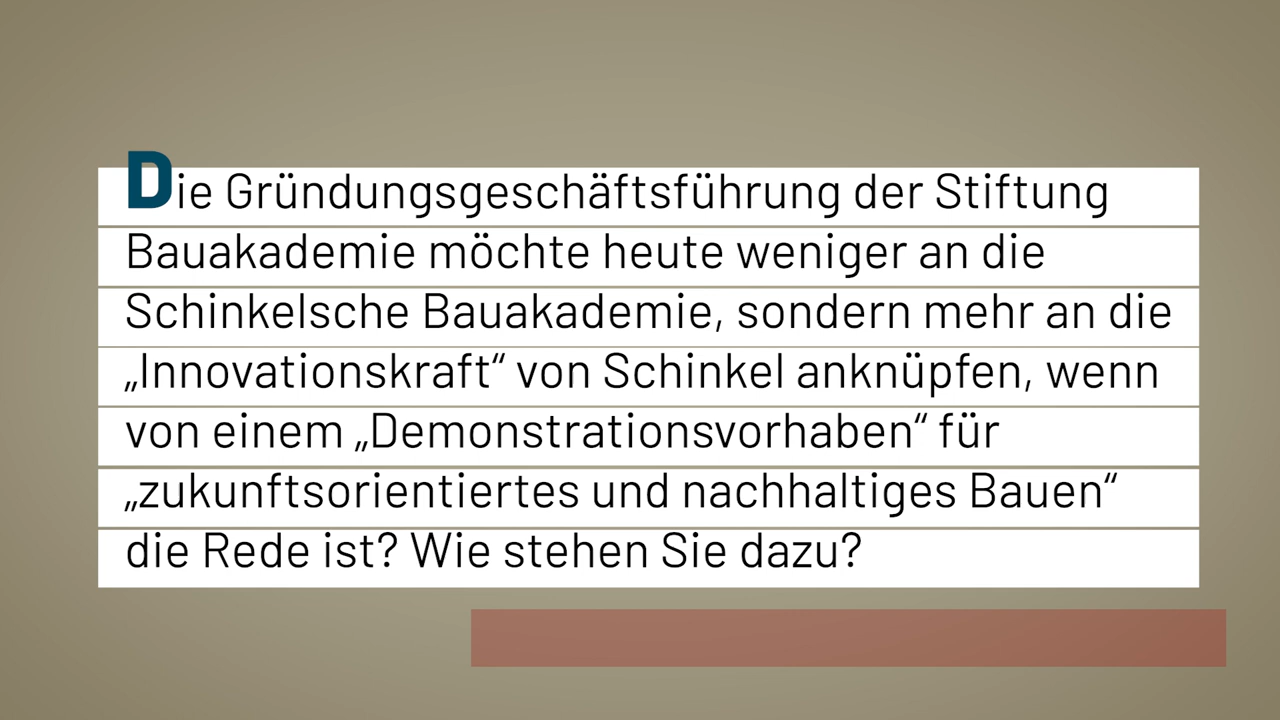 Die Gründungsgeschäftsführung der Stiftung
Bauakademie möchte heute weniger an die
Schinkelsche Bauakademie, sondern mehr an die
„Innovationskraft“ von Schinkel anknüpfen, wenn
von einem „Demonstrationsvorhaben“ für
„zukunftsorientiertes und nachhaltiges Bauen“
die Rede ist? Wie stehen Sie dazu?